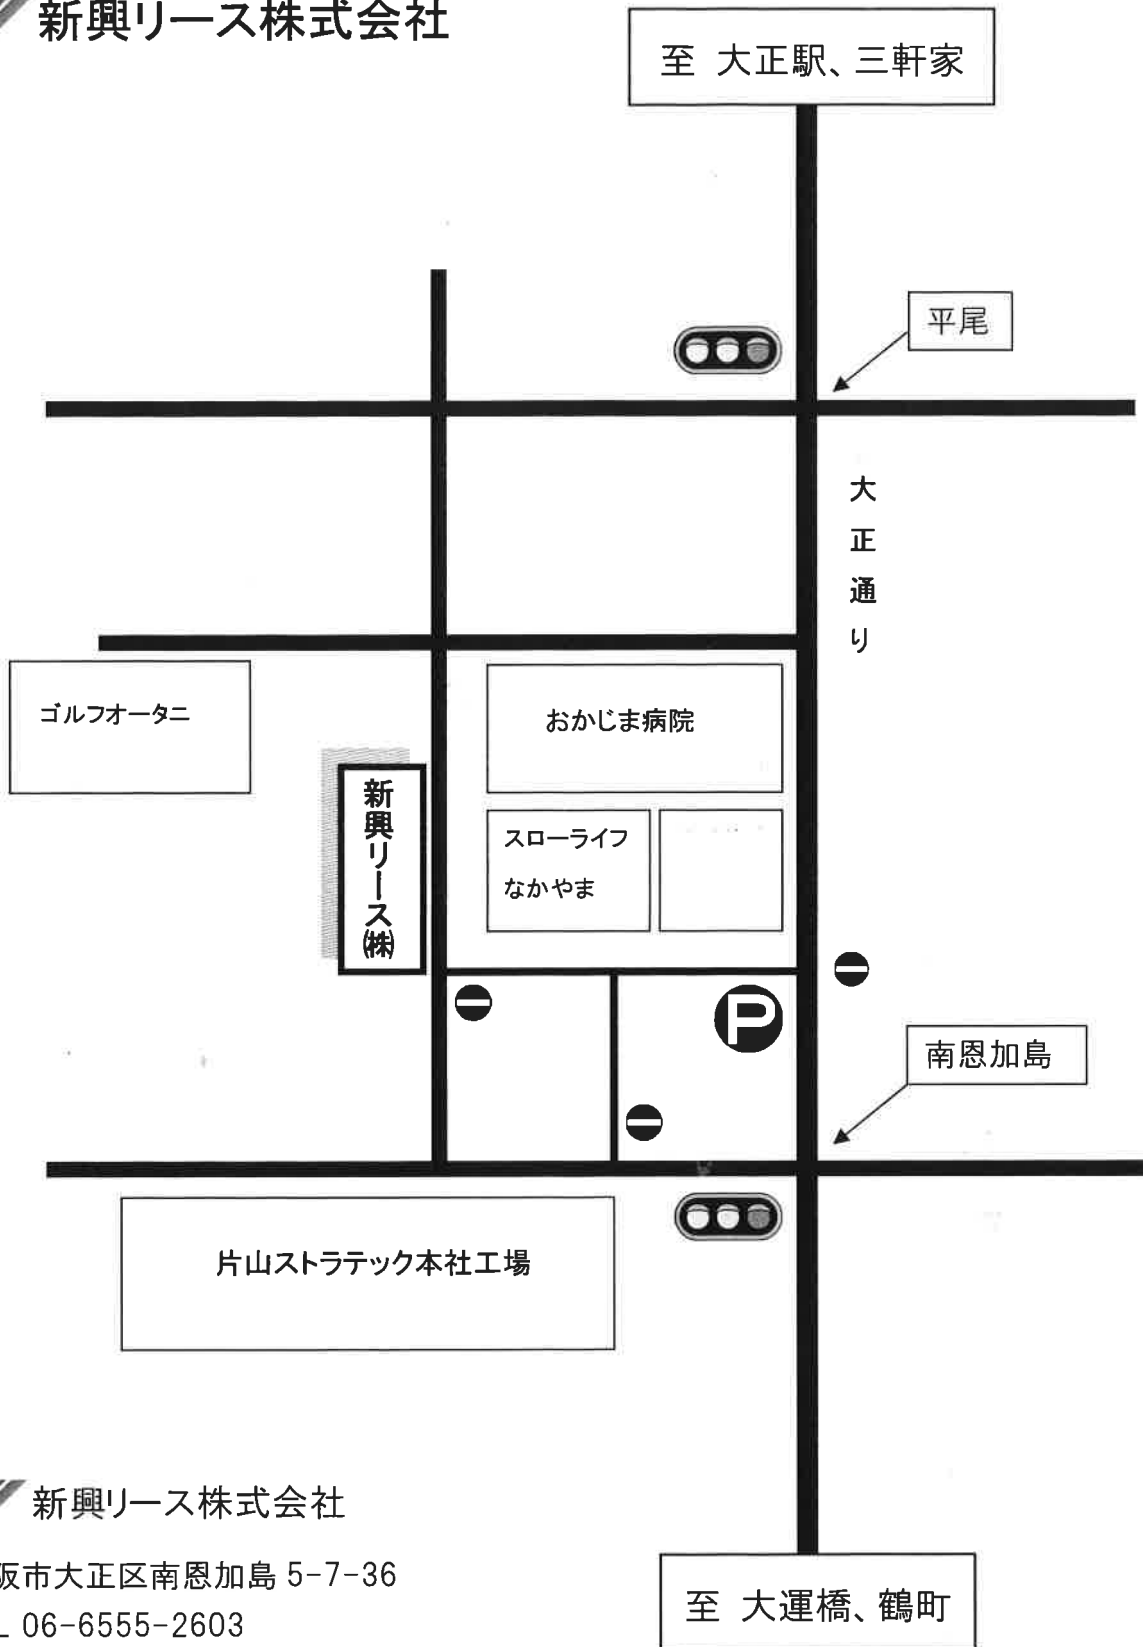 新興リース株式会社
至 大正駅、三軒家
平尾
大正通り
ゴルフオータニ
おかじま病院
新興リース㈱
スローライフ
なかやま
P
南恩加島
片山ストラテック本社工場
新興リース株式会社
阪市大正区南恩加島 5-7-36
L 06-6555-2603
至 大運橋、鶴町